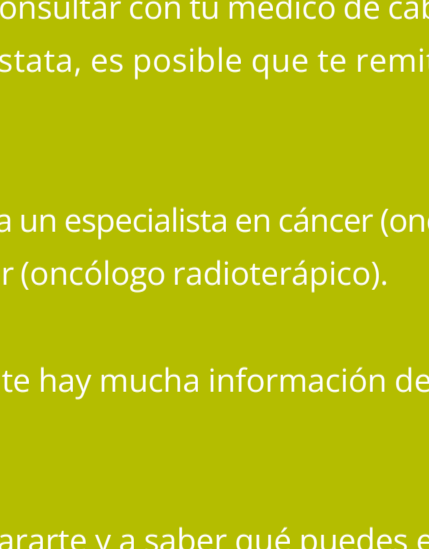 onsultar con tu médico de cab
stata, es posible que te remit
a un especialista en cáncer (on
r (oncólogo radioterápico).
te hay mucha información de
ararte y a saber qué puedes e